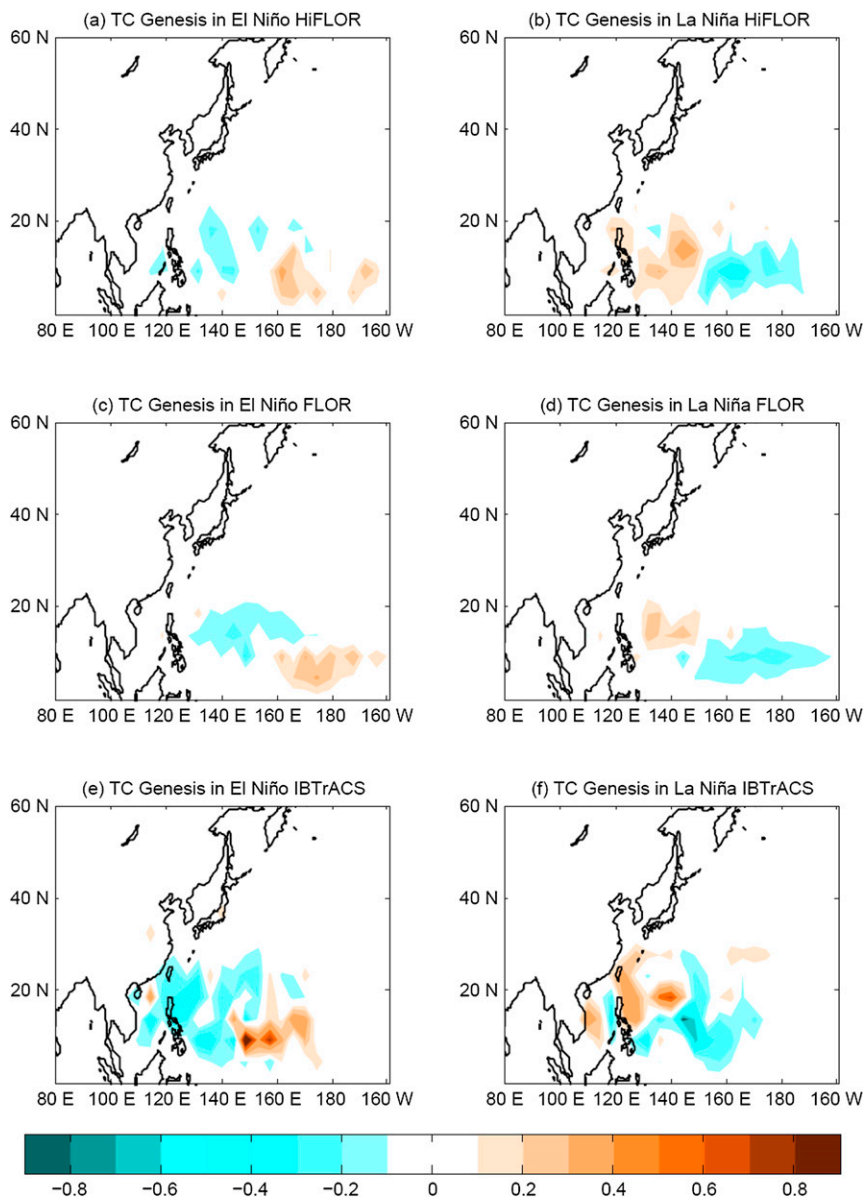 (a) TC Genesis in El Niño HiFLOR
(b) TC Genesis in La Niña HiFLOR
60 N
60 N
40 N
40 N
20 N
20 N
80 E 100 E 120 E 140 E 160 E 180 E 160 W
80 E 100 E 120 E 140 E 160 E 180 E 160 W
(c) TC Genesis in El Niño FLOR
(d) TC Genesis in La Niña FLOR
60 N
60 N
40 N
40 N
20 N
20 N
80 E 100 E 120 E 140 E 160 E 180 E 160 W
80 E 100 E 120 E 140 E 160 E 180 E 160 W
(e) TC Genesis in El Niño IBTrACS
(f) TC Genesis in La Niña IBTrACS
60 N
60 N
40 N
40 N
20 N
20 N
80 E 100 E 120 E 140 E 160 E 180 E 160 W
80 E 100 E 120 E 140 E 160 E 180 E 160 W
−0.8 −0.6 −0.4 −0.2 0 0.2 0.4 0.6 0.8